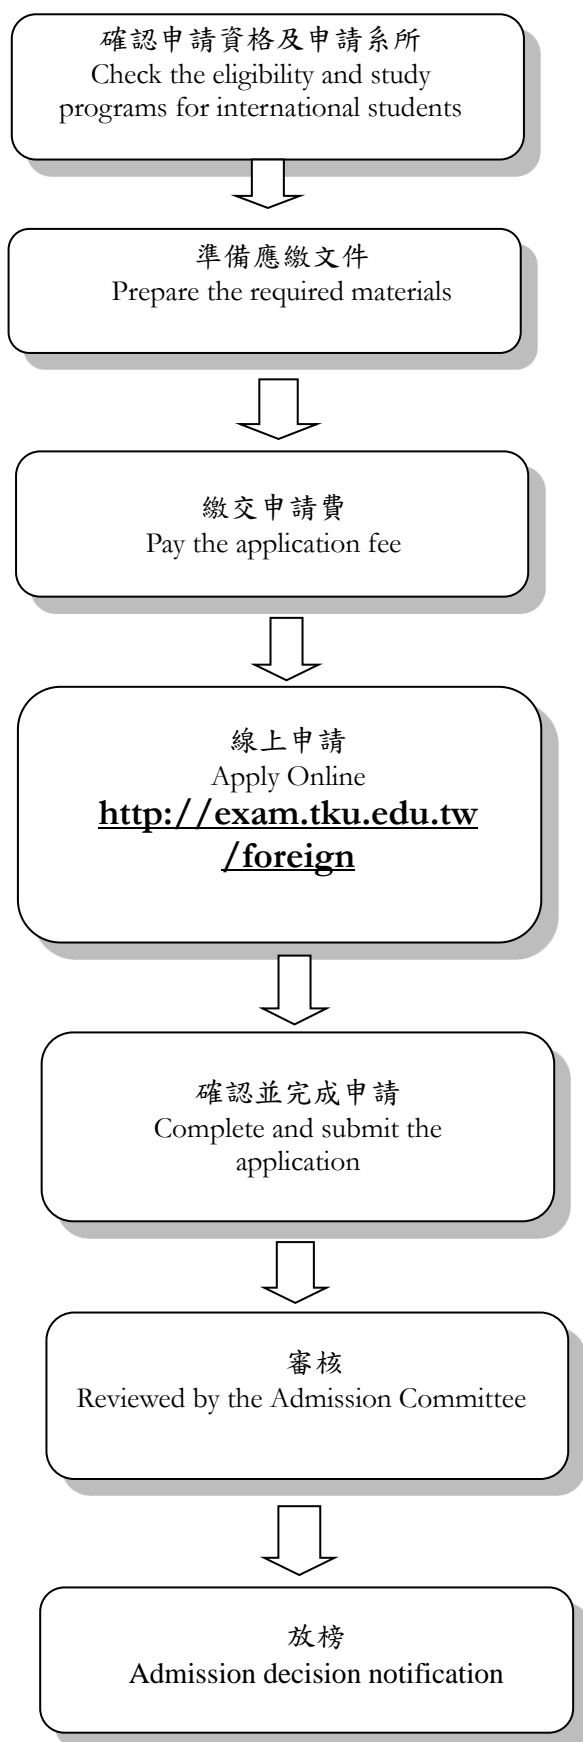 確認申請資格及申請系所
Check the eligibility and study
programs for international students
準備應繳文件
Prepare the required materials
繳交申請費
Pay the application fee
線上申請
Apply Online
http://exam.tku.edu.tw
/foreign
確認並完成申請
Complete and submit the
application
審核
Reviewed by the Admission Committee
放榜
Admission decision notification